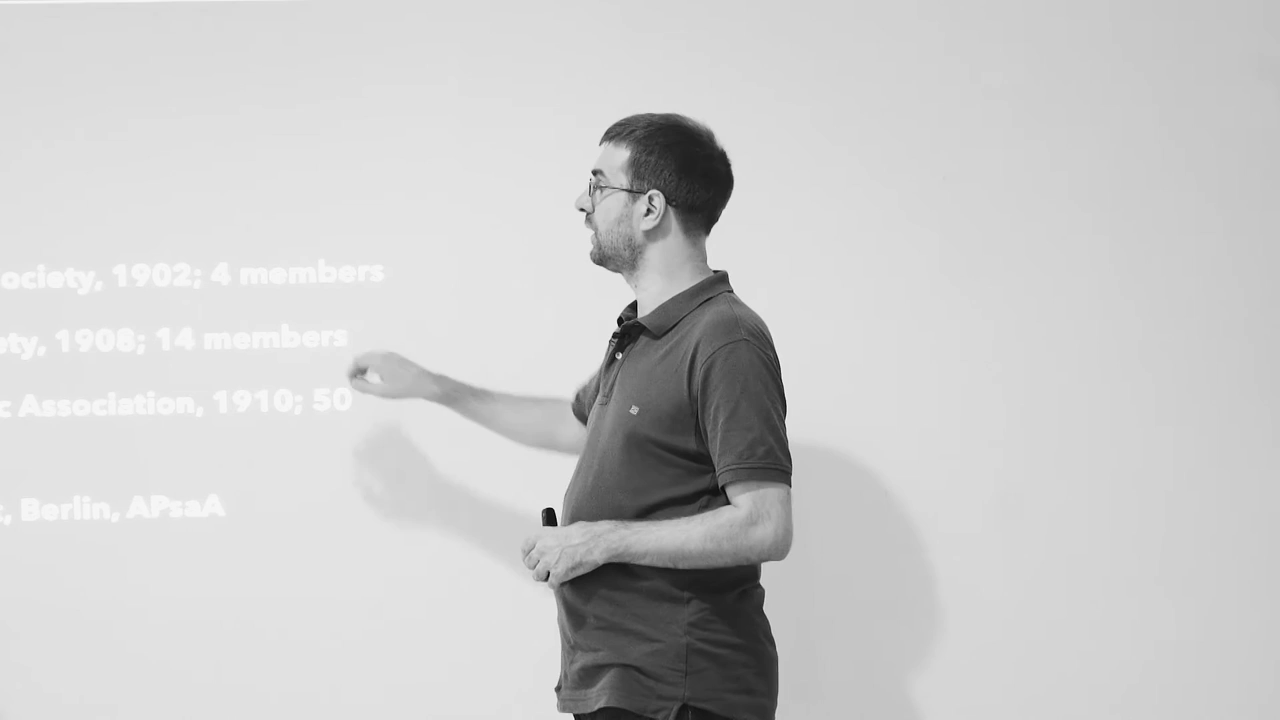 ociety, 1902; 4 members
ety, 1908; 14 members
c Association, 1910; 50
, Berlin, APsaA